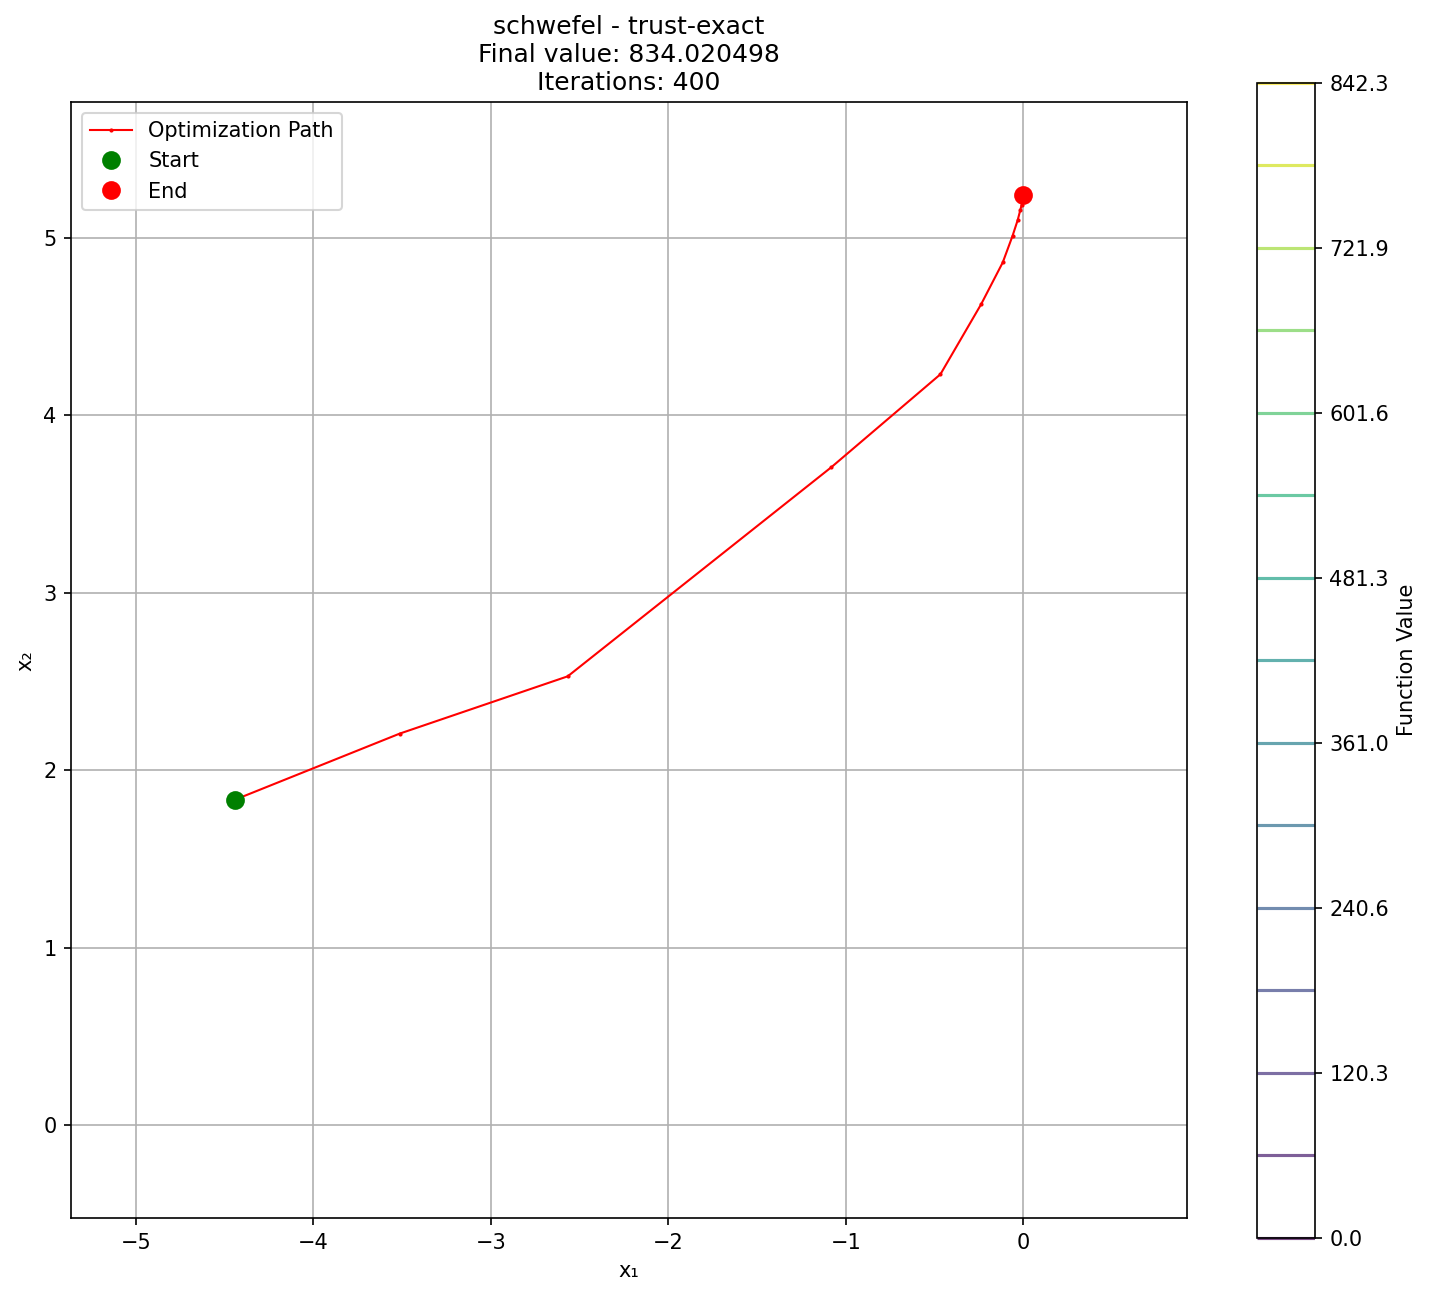 schwefel - trust-exact
Final value: 834.020498
Iterations: 400
Optimization Path
Start
End
5
4
3
2
1
0
x₂
−5
−4
−3
−2
−1
0
x₁
842.3
721.9
601.6
481.3
361.0
240.6
120.3
0.0
Function Value